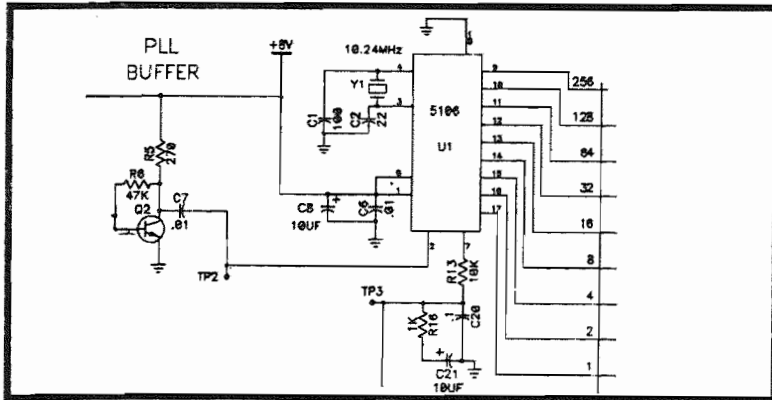 PLL
BUFFER
+8V
10.24MHz
Y1
C1
100
C2
22
4
3
5106
U1
6
1
2
7
9
10
11
12
13
14
15
16
17
256
128
64
32
16
8
4
2
1
R5
270
R6
47K
Q2
C7
.01
C8
+
10UF
C6
.01
TP2
TP3
R13
10K
1K
R16
.1
C20
+
C21
10UF